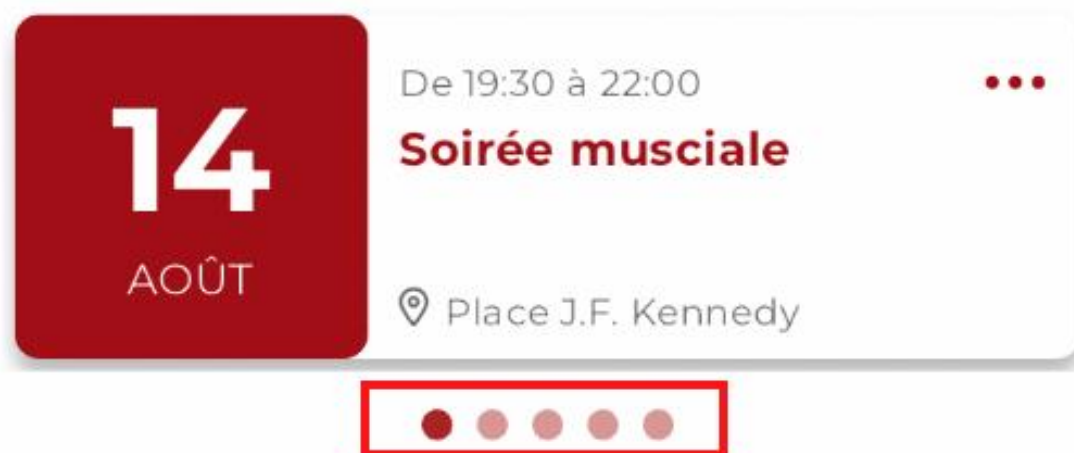 14
AOÛT
De 19:30 à 22:00
Soirée musciale
Place J.F. Kennedy